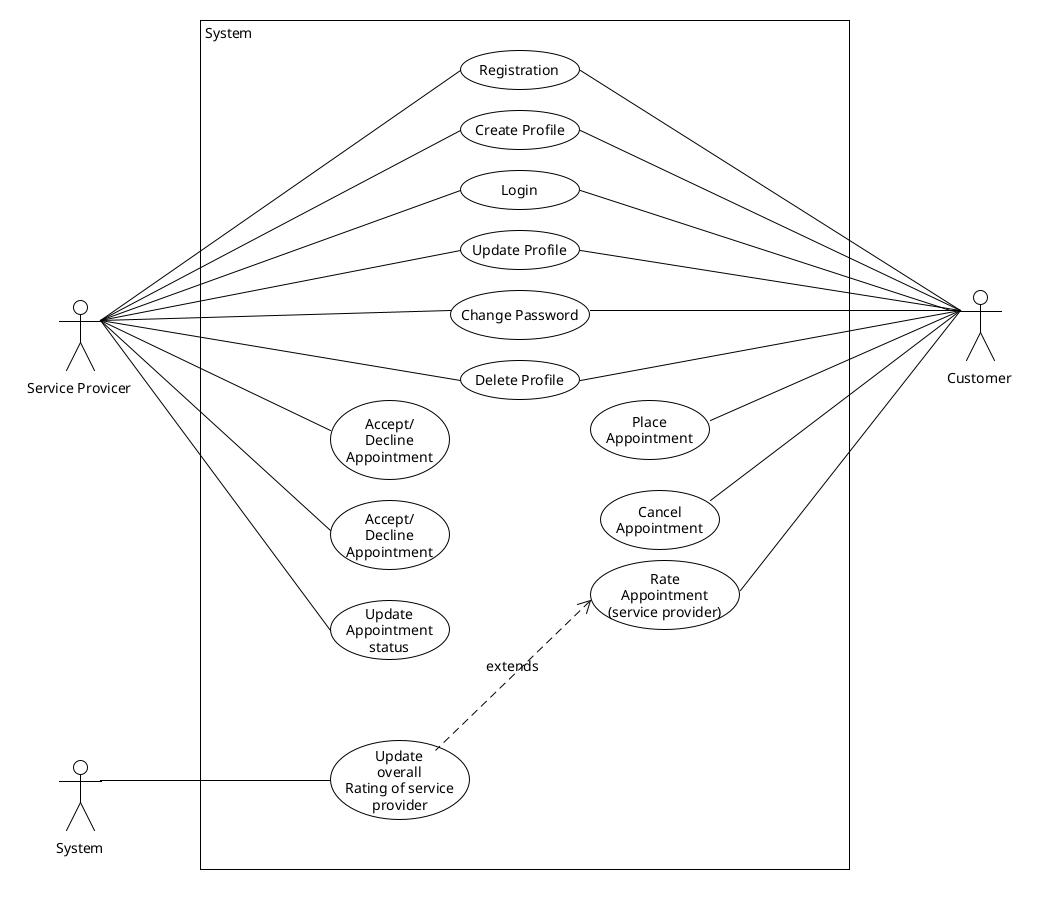 System
Registration
Create Profile
Login
Update Profile
Change Password
Delete Profile
Service Provicer
Customer
Accept/
Decline
Appointment
Place
Appointment
Accept/
Decline
Appointment
Cancel
Appointment
Rate
Appointment
(service provider)
Update
Appointment
status
extends
Update
overall
Rating of service
provider
System